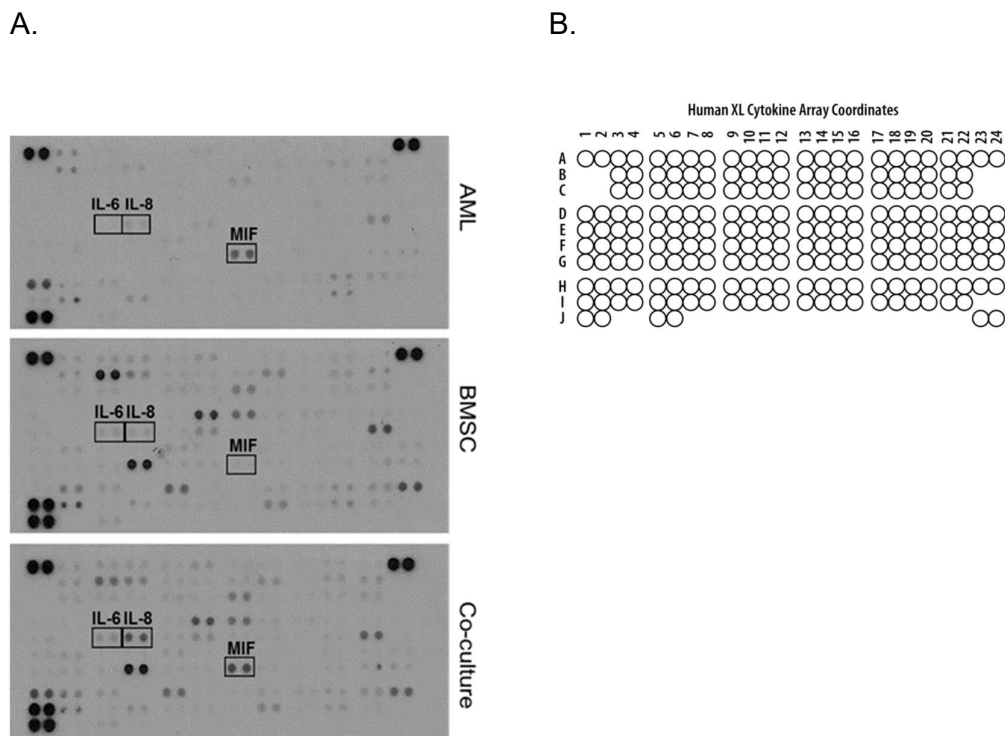 A.
B.
IL-6 IL-8
MIF
AML
IL-6 IL-8
MIF
BMSC
IL-6 IL-8
MIF
Co-culture
Human XL Cytokine Array Coordinates
1 2 3 4 5 6 7 8 9 10 11 12 13 14 15 16 17 18 19 20 21 22 23 24
A
B
C
D
E
F
G
H
I
J